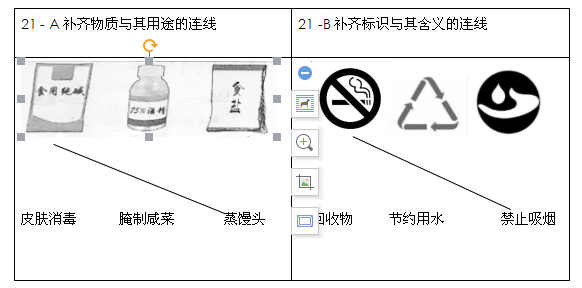 21 - A 补齐物质与其用途的连线
21 -B 补齐标识与其含义的连线
食用纯碱
75%酒精
食盐
皮肤消毒 腌制咸菜 蒸馒头
回收物 节约用水 禁止吸烟